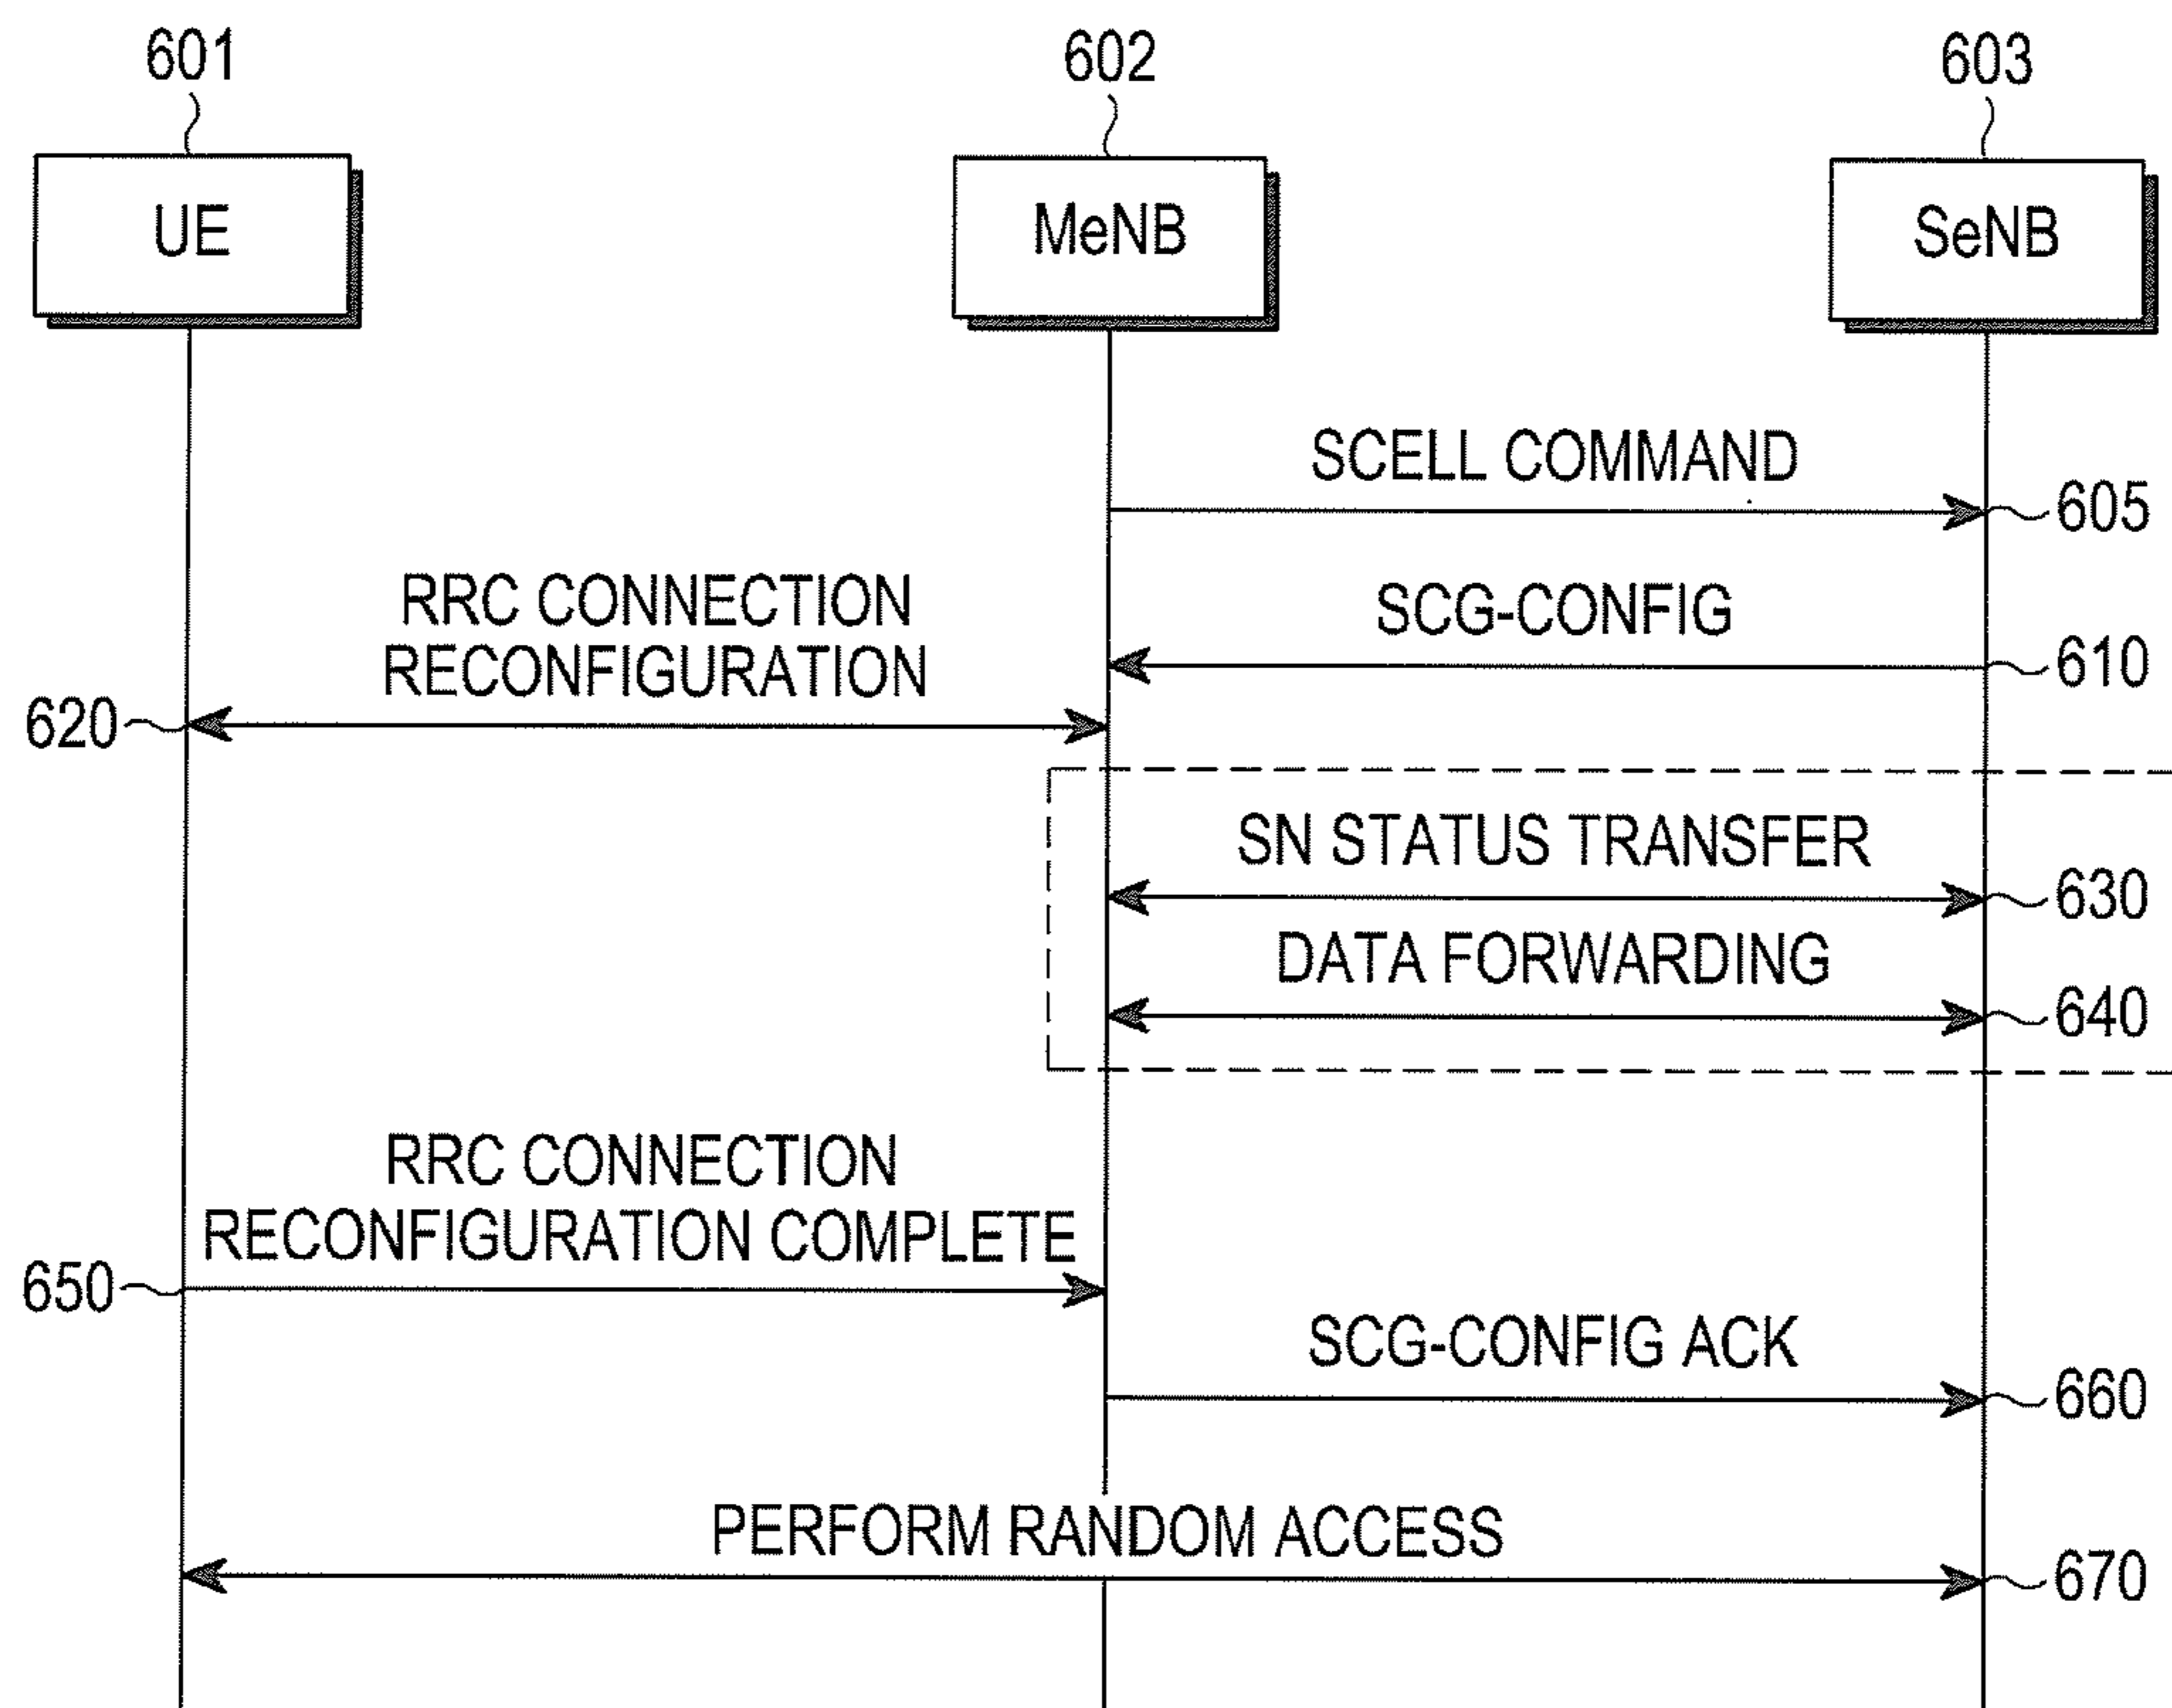 601
602
603
UE
MeNB
SeNB
SCELL COMMAND
605
RRC CONNECTION
RECONFIGURATION
SCG-CONFIG
610
620
SN STATUS TRANSFER
630
DATA FORWARDING
640
RRC CONNECTION
RECONFIGURATION COMPLETE
650
SCG-CONFIG ACK
660
PERFORM RANDOM ACCESS
670